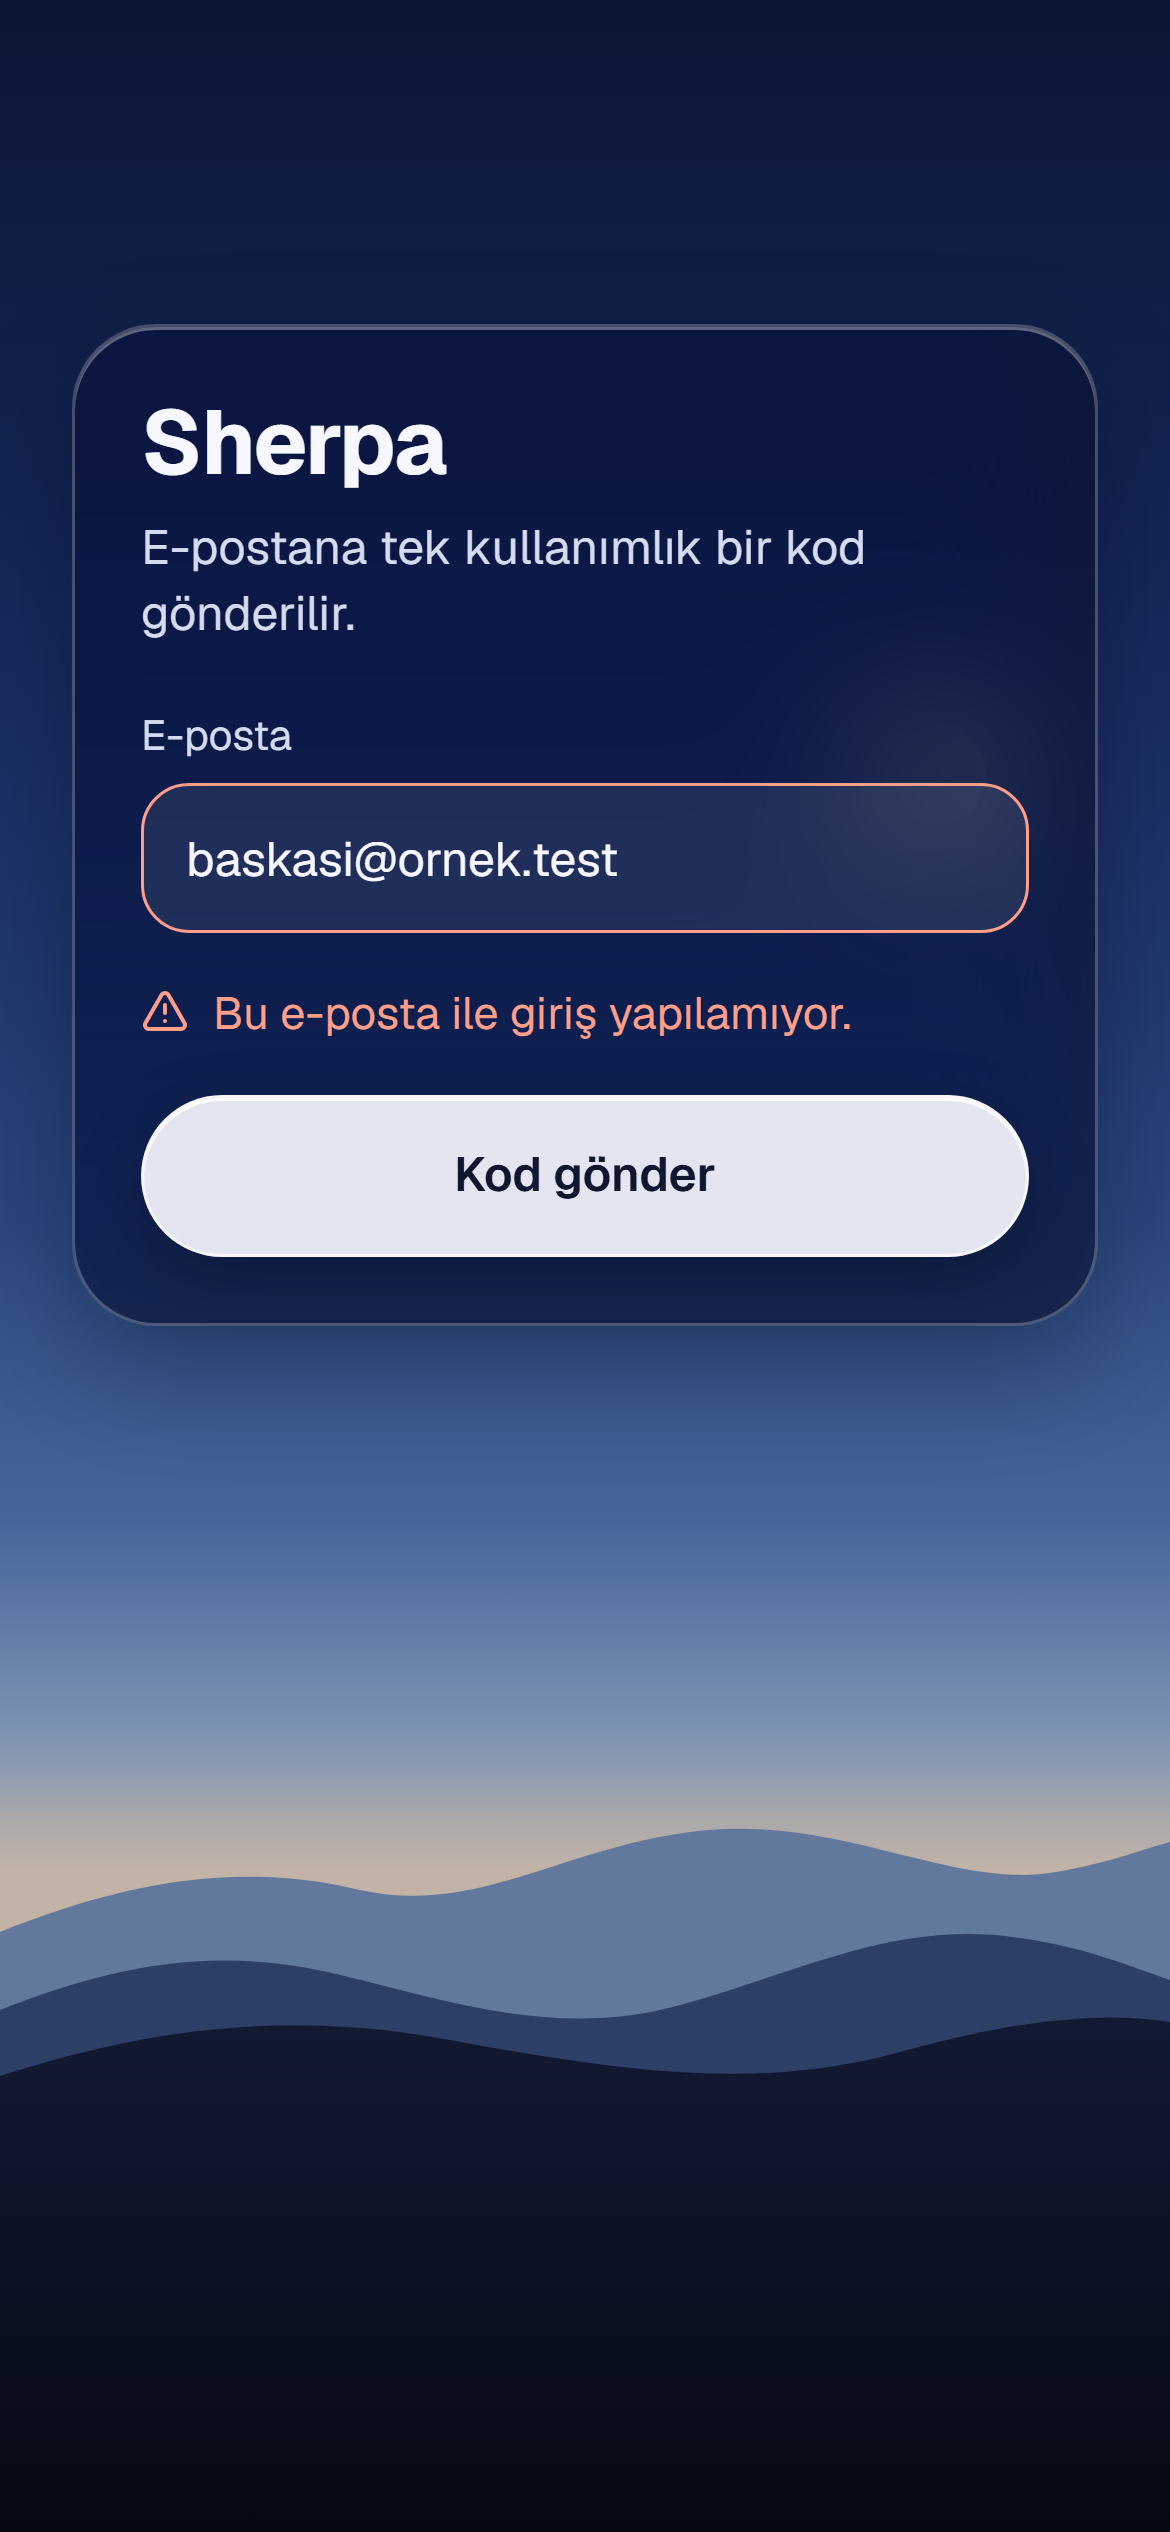 Sherpa
E-postana tek kullanımlık bir kod
gönderilir.
E-posta
baskasi@ornek.test
Bu e-posta ile giriş yapılamıyor.
Kod gönder